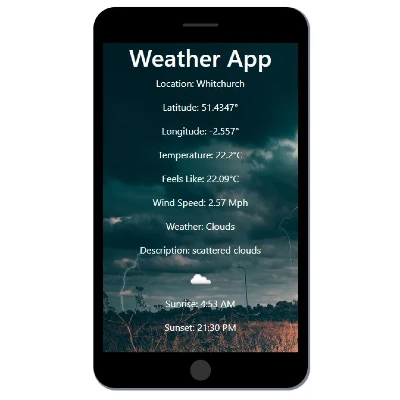 Weather App
Location: Whitchurch
Latitude: 51.4347°
Longitude: -2.557°
Temperature: 22.2°C
Feels Like: 22.09°C
Wind Speed: 2.57 Mph
Weather: Clouds
Description: scattered clouds
Sunrise: 4:53 AM
Sunset: 21:30 PM